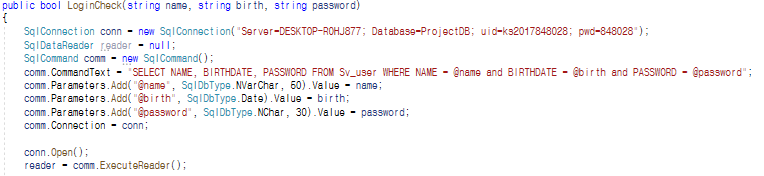 public bool LoginCheck(string name, string birth, string password)
{
SqlConnection conn = new SqlConnection("Server=DESKTOP-ROHJ877; Database=ProjectDB; uid=ks2017848028; pwd=848028");
SqlDataReader reader = null;
SqlCommand comm = new SqlCommand();
comm.CommandText = "SELECT NAME, BIRTHDATE, PASSWORD FROM Sv_user WHERE NAME = @name and BIRTHDATE = @birth and PASSWORD = @password";
comm.Parameters.Add("@name", SqlDbType.NVarChar, 60).Value = name;
comm.Parameters.Add("@birth", SqlDbType.Date).Value = birth;
comm.Parameters.Add("@password", SqlDbType.NChar, 30).Value = password;
comm.Connection = conn;
conn.Open();
reader = comm.ExecuteReader();